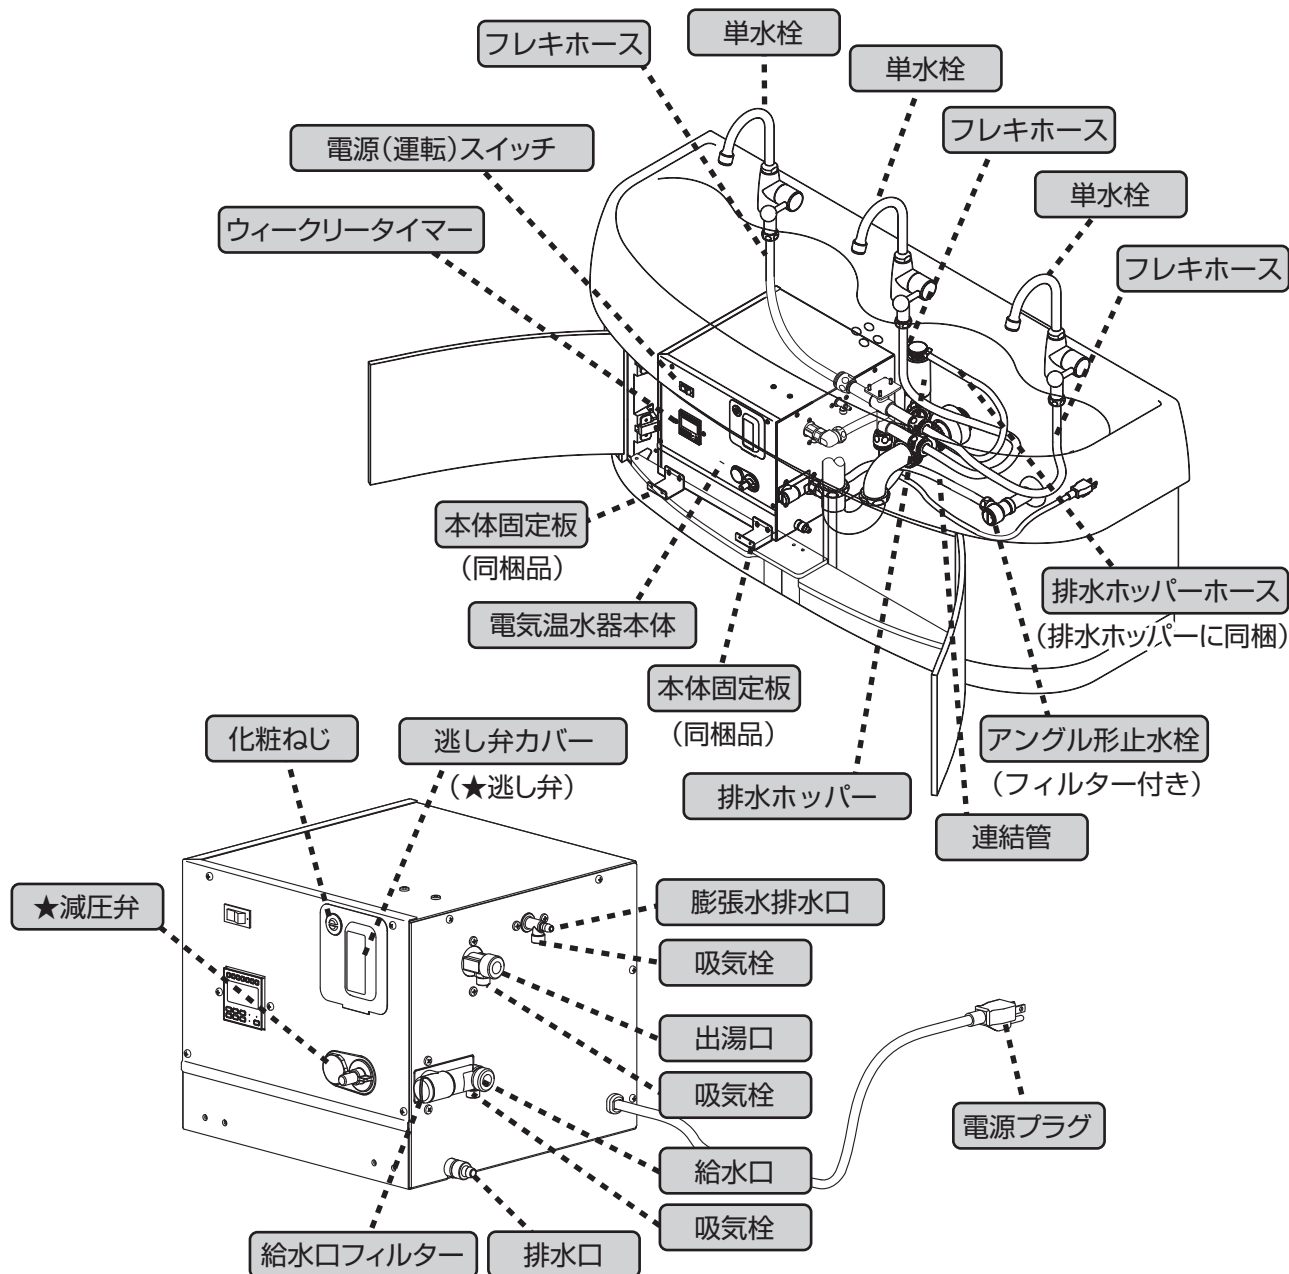 フレキホース
単水栓
単水栓
フレキホース
電源（運転）スイッチ
単水栓
ウィークリータイマー
フレキホース
本体固定板
（同梱品）
排水ホッパーホース
（排水ホッパーに同梱）
電気温水器本体
本体固定板
（同梱品）
アングル形止水栓
（フィルター付き）
排水ホッパー
連結管
化粧ねじ
逃し弁カバー
（★逃し弁）
★減圧弁
膨張水排水口
吸気栓
出湯口
吸気栓
電源プラグ
給水口
吸気栓
給水口フィルター
排水口